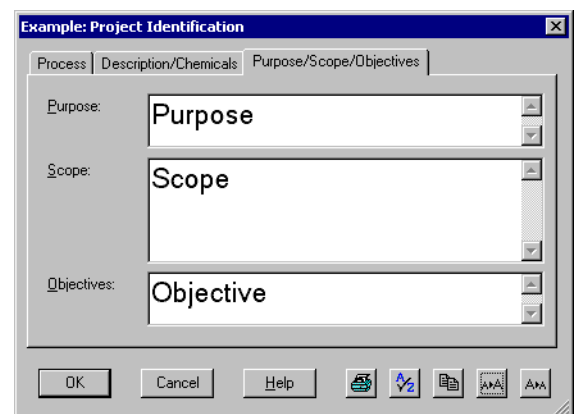 Example: Project Identification
Process Description/Chemicals Purpose/Scope/Objectives
Purpose: Purpose
Scope: Scope
Objectives: Objective
OK Cancel Help